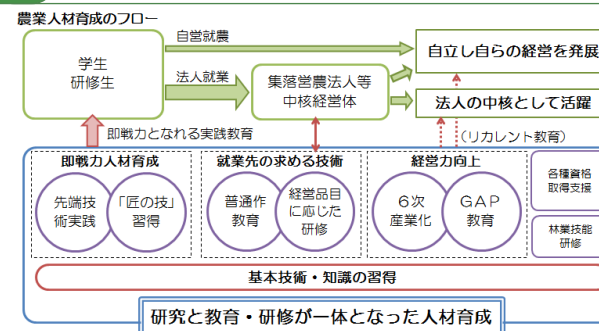 農業人材育成のフロー
自営就農
学生
研修生
自立し自らの経営を発展
法人就業
集落営農法人等
中核経営体
法人の中核として活躍
即戦力となれる実践教育
（リカレント教育）
即戦力人材育成
就業先の求める技術
経営力向上
先端技
術実践
「匠の技」
習得
普通作
教育
経営品目
に応じた
研修
６次
産業化
ＧＡＰ
教育
各種資格
取得支援
林業技能
研修
基本技術・知識の習得
研究と教育・研修が一体となった人材育成